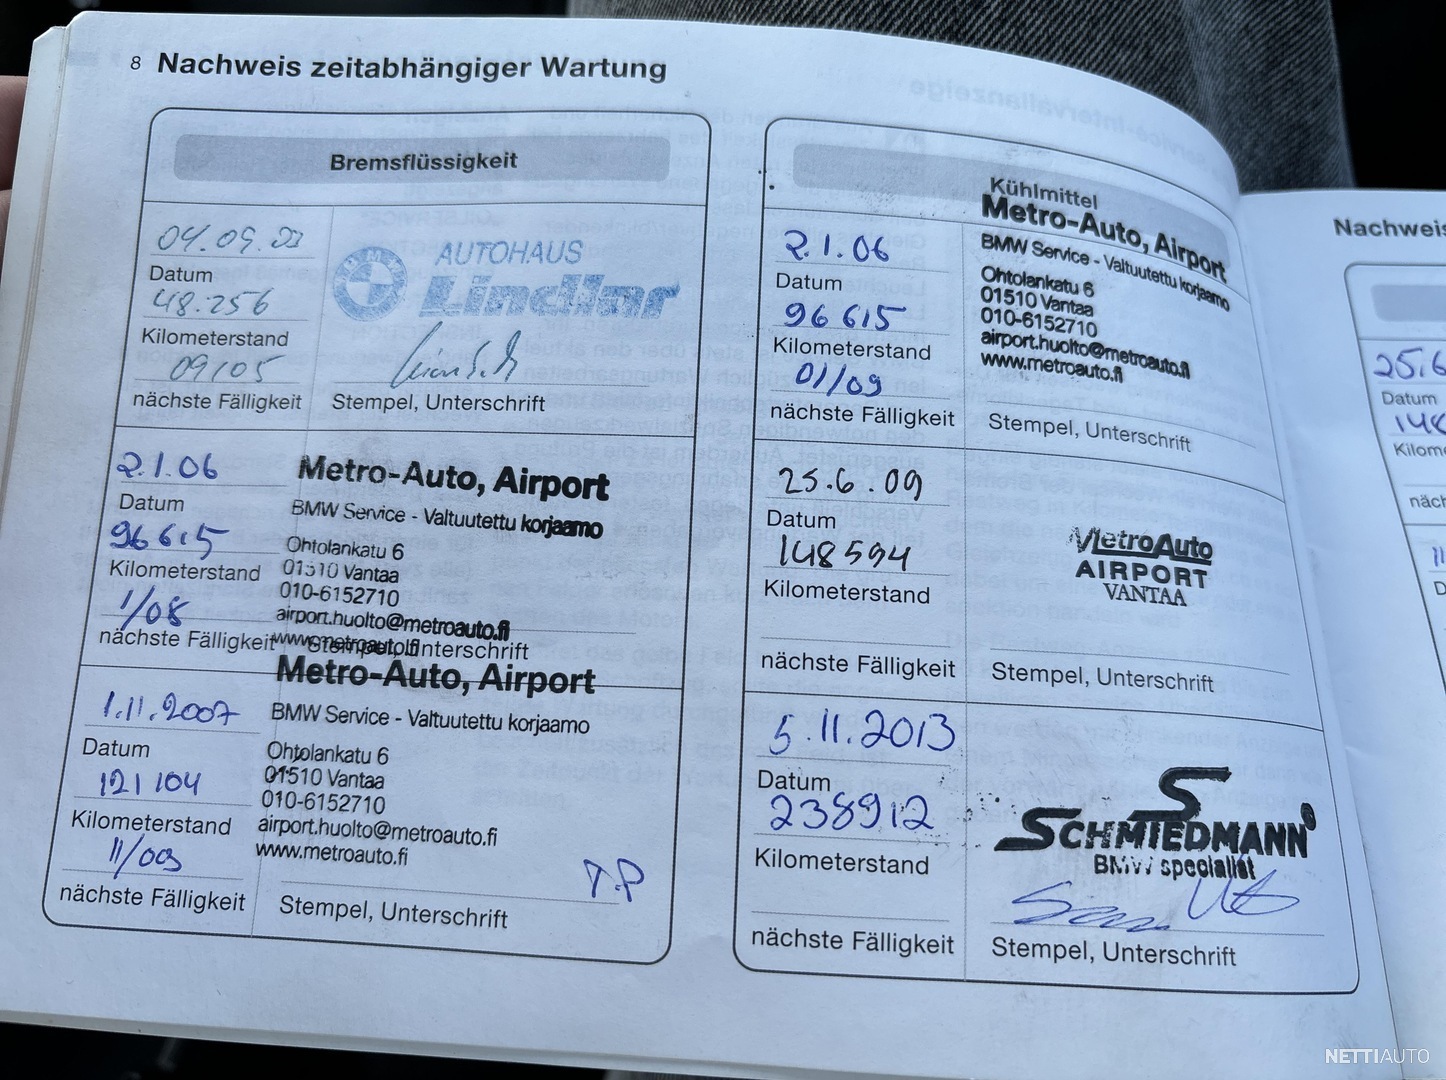 8 Nachweis zeitabhängiger Wartung
Bremsflüssigkeit
04.09.03
Datum
48.256
Kilometerstand
09/05
nächste Fälligkeit
AUTOHAUS
Lindlar
Stempel, Unterschrift
2.1.06
Datum
96615
Kilometerstand
1/08
nächste Fälligkeit
Metro-Auto, Airport
BMW Service - Valtuutettu korjaamo
Ohtolankatu 6
01510 Vantaa
010-6152710
airport.huolto@metroauto.fi
www.metroauto.fi
Stempel, Unterschrift
1.11.2007
Datum
121104
Kilometerstand
11/09
nächste Fälligkeit
Metro-Auto, Airport
BMW Service - Valtuutettu korjaamo
Ohtolankatu 6
01510 Vantaa
010-6152710
airport.huolto@metroauto.fi
www.metroauto.fi
T.P
Stempel, Unterschrift
Kühlmittel
2.1.06
Datum
96615
Kilometerstand
01/09
nächste Fälligkeit
Metro-Auto, Airport
BMW Service - Valtuutettu korjaamo
Ohtolankatu 6
01510 Vantaa
010-6152710
airport.huolto@metroauto.fi
www.metroauto.fi
Stempel, Unterschrift
25.6.09
Datum
148594
Kilometerstand
nächste Fälligkeit
MetroAuto
AIRPORT
VANTAA
Stempel, Unterschrift
5.11.2013
Datum
238912
Kilometerstand
nächste Fälligkeit
SCHMIEDMANN®
BMW specialist
Stempel, Unterschrift
Nachweis
25.6
Datum
Kilome
näch
NETTIAUTO